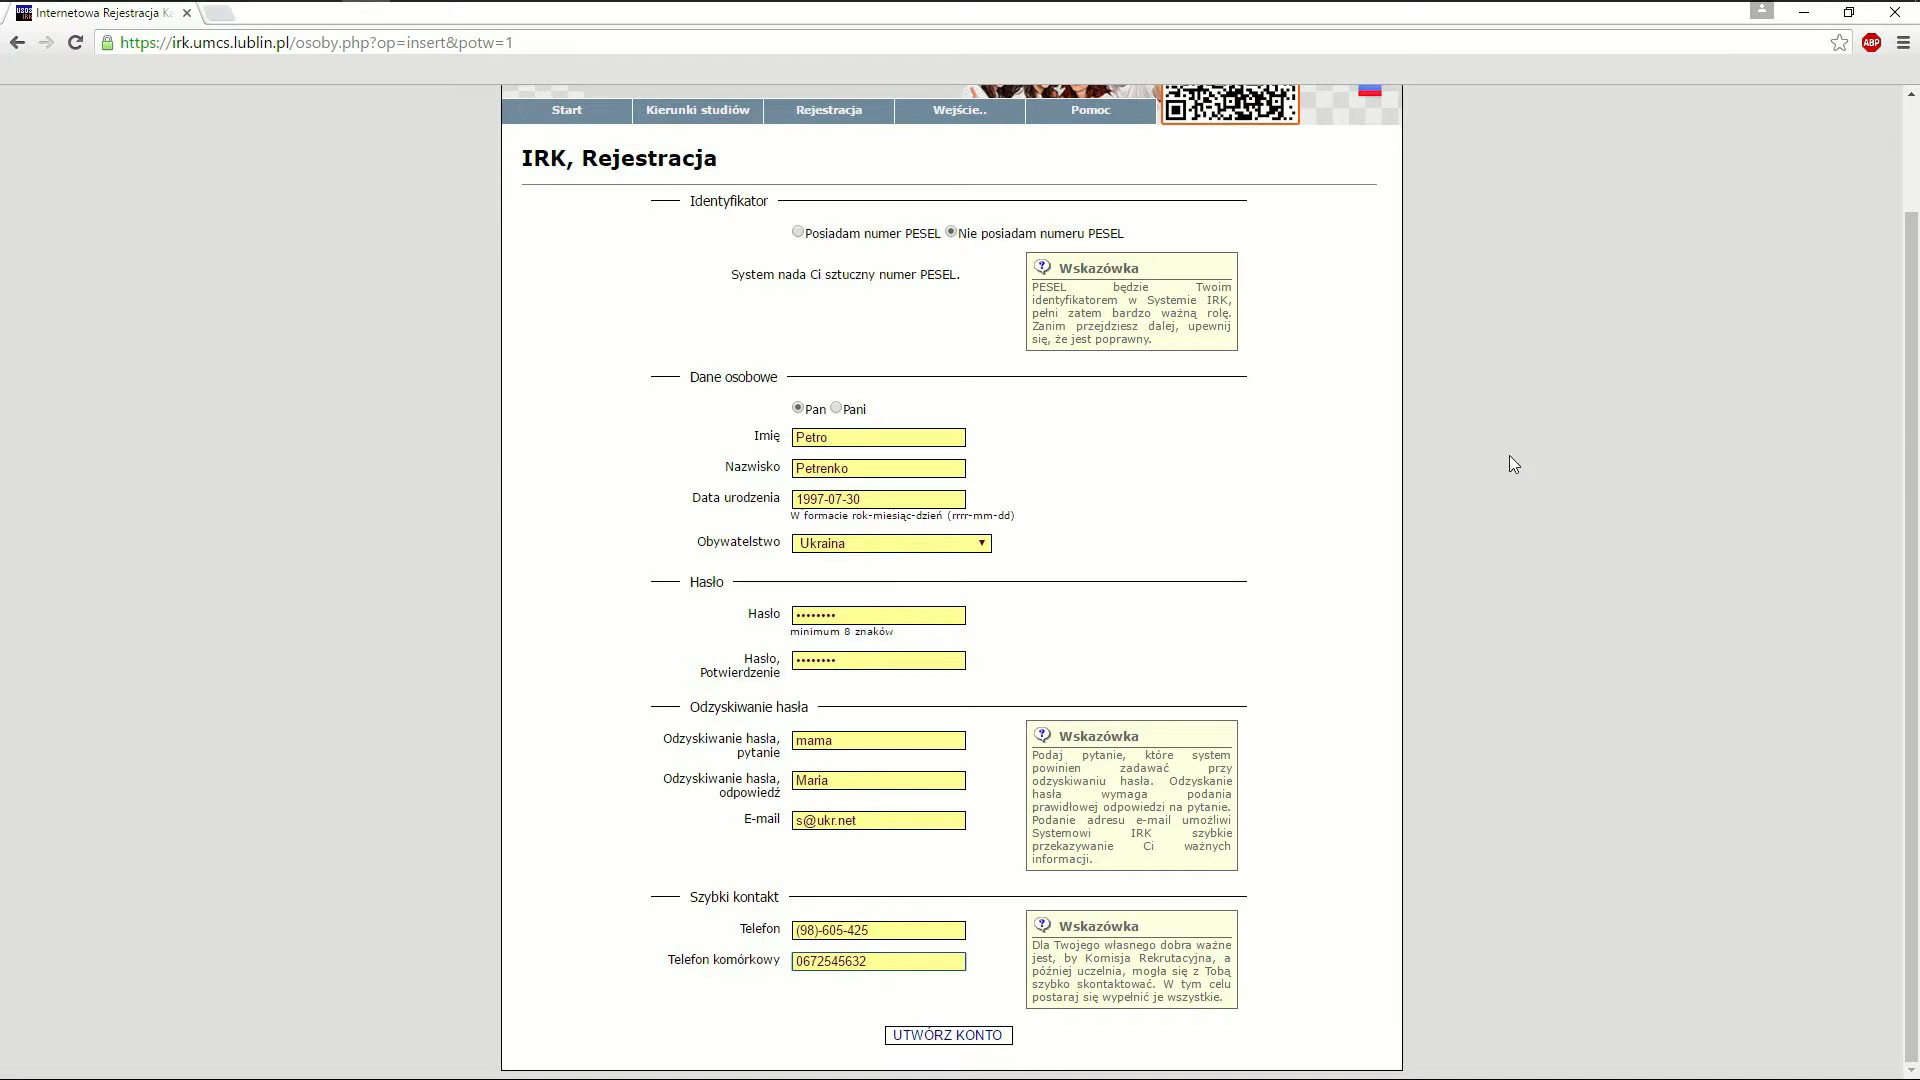 Internetowa Rejestracja Ka
https://irk.umcs.lublin.pl/osoby.php?op=insert&potw=1
ABP
Start
Kierunki studiów
Rejestracja
Wejście..
Pomoc
IRK, Rejestracja
Identyfikator
Posiadam numer PESEL Nie posiadam numeru PESEL
System nada Ci sztuczny numer PESEL.
Wskazówka
PESEL będzie Twoim
identyfikatorem w Systemie IRK,
pełni zatem bardzo ważną rolę.
Zanim przejdziesz dalej, upewnij
się, że jest poprawny.
Dane osobowe
Pan Pani
Imię Petro
Nazwisko Petrenko
Data urodzenia 1997-07-30
W formacie rok-miesiąc-dzień (rrrr-mm-dd)
Obywatelstwo Ukraina
Hasło
Hasło ••••••••
minimum 8 znaków
Hasło,
Potwierdzenie ••••••••
Odzyskiwanie hasła
Odzyskiwanie hasła,
pytanie
mama
Odzyskiwanie hasła,
odpowiedź
Maria
E-mail s@ukr.net
Wskazówka
Podaj pytanie, które system
powinien zadawać przy
odzyskiwaniu hasła. Odzyskanie
hasła wymaga podania
prawidłowej odpowiedzi na pytanie.
Podanie adresu e-mail umożliwi
Systemowi IRK szybkie
przekazywanie Ci ważnych
informacji.
Szybki kontakt
Telefon (98)-605-425
Telefon komórkowy 0672545632
Wskazówka
Dla Twojego własnego dobra ważne
jest, by Komisja Rekrutacyjna, a
później uczelnia, mogła się z Tobą
szybko skontaktować. W tym celu
postaraj się wypełnić je wszystkie.
UTWÓRZ KONTO